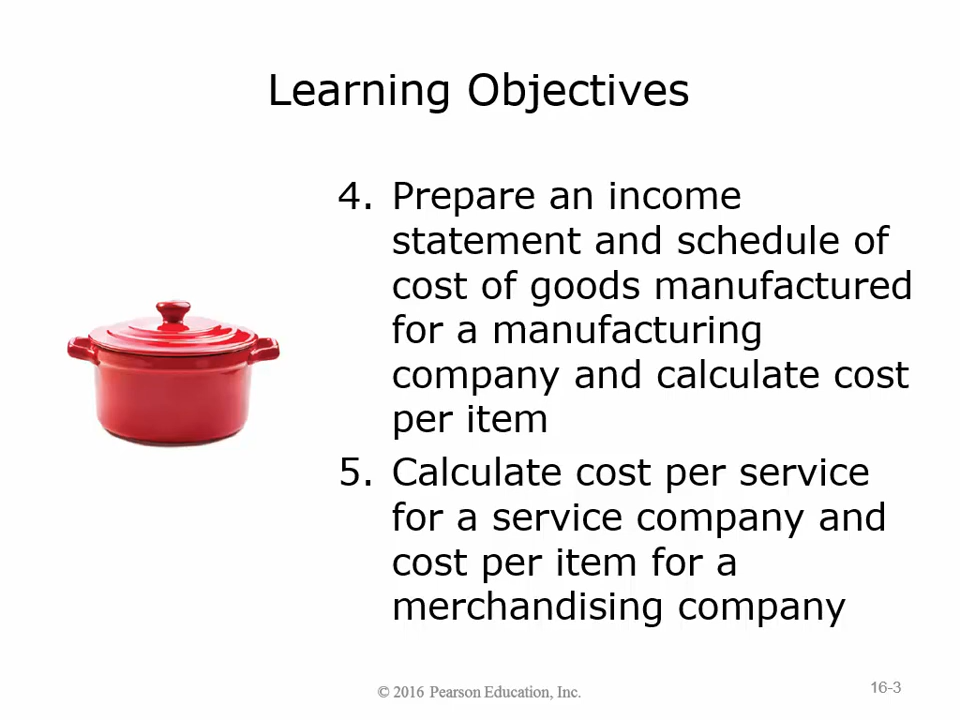 Learning Objectives
4. Prepare an income
statement and schedule of
cost of goods manufactured
for a manufacturing
company and calculate cost
per item
5. Calculate cost per service
for a service company and
cost per item for a
merchandising company
© 2016 Pearson Education, Inc.
16-3